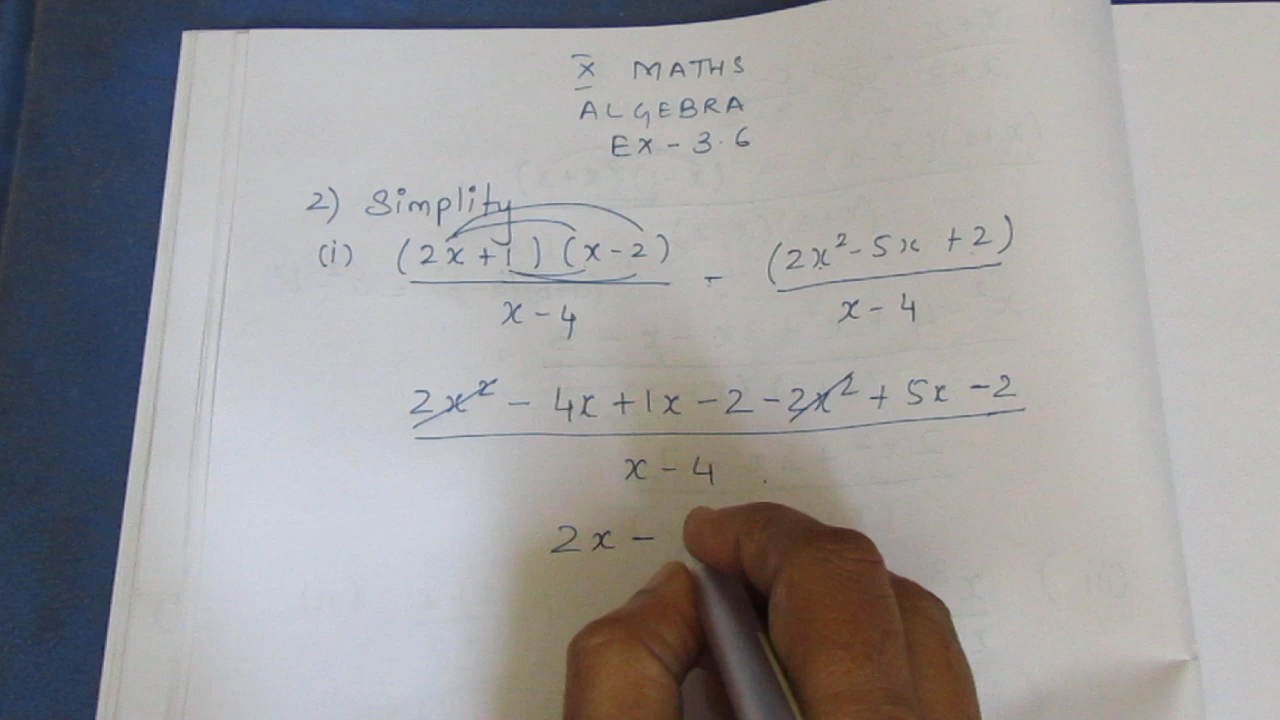 X MATHS
ALGEBRA
EX - 3.6
2) Simplify
(i) (2x+1)(x-2) / x-4 - (2x²-5x+2) / x-4
2x² - 4x + 1x - 2 - 2x² + 5x - 2 / x-4
2x -